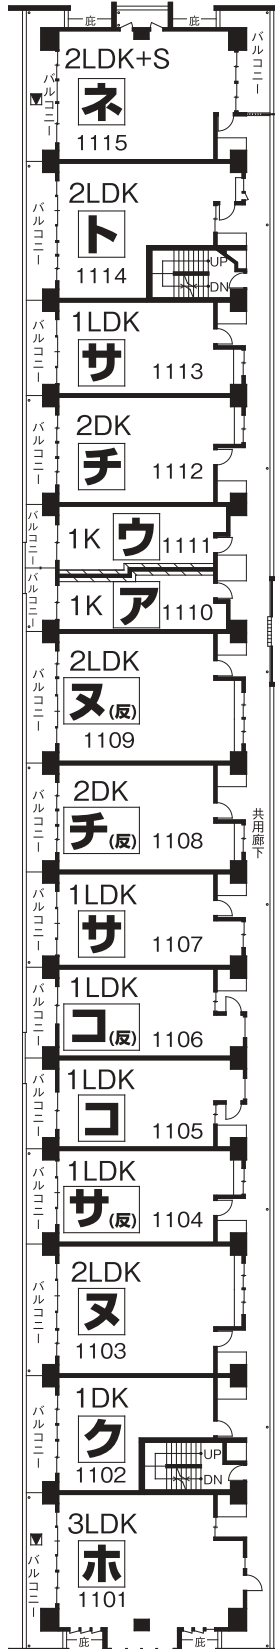 庇
庇
バルコニー
バルコニー
2LDK+S
ネ
1115
バルコニー
2LDK
ト
1114
UP
DN
バルコニー
1LDK
サ
1113
バルコニー
2DK
チ
1112
バルコニー
1K
ウ
1111
バルコニー
1K
ア
1110
バルコニー
2LDK
ヌ(反)
1109
バルコニー
2DK
チ(反)
1108
共用廊下
バルコニー
1LDK
サ
1107
バルコニー
1LDK
コ(反)
1106
バルコニー
1LDK
コ
1105
バルコニー
1LDK
サ(反)
1104
バルコニー
2LDK
ヌ
1103
バルコニー
1DK
ク
1102
UP
DN
バルコニー
3LDK
ホ
1101
庇
庇